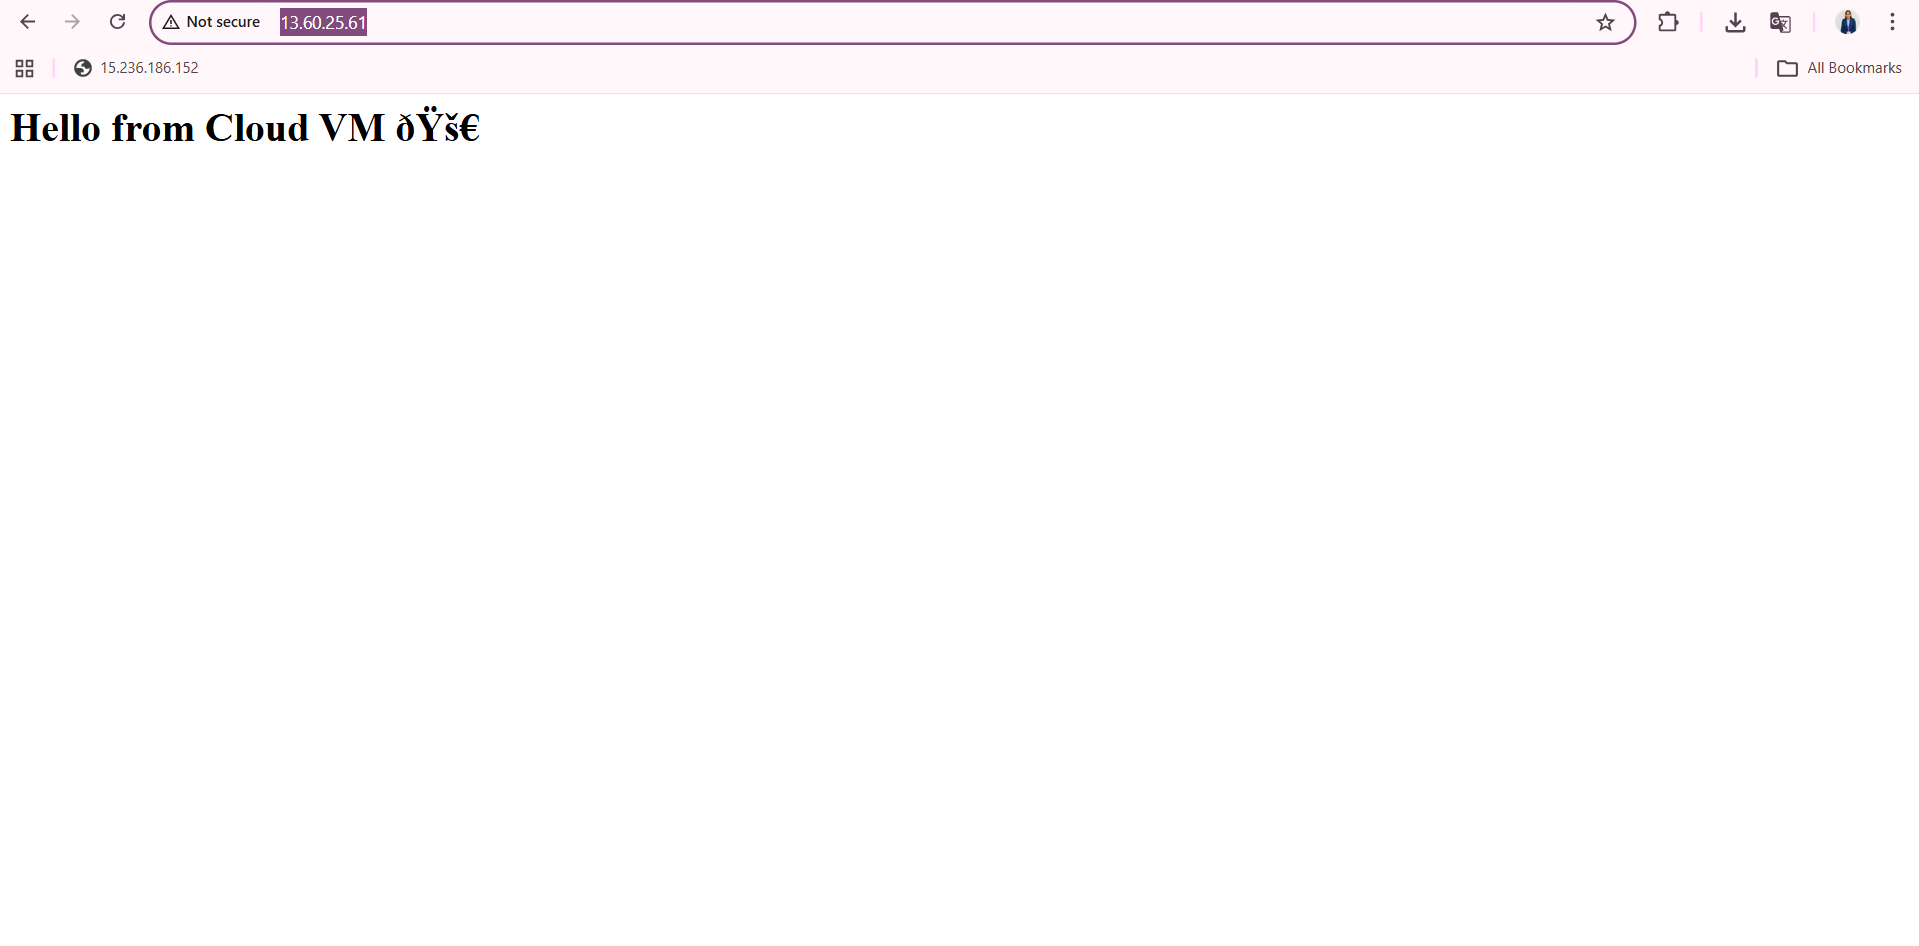 Not secure 13.60.25.61
15.236.186.152 All Bookmarks
Hello from Cloud VM ðŸš€